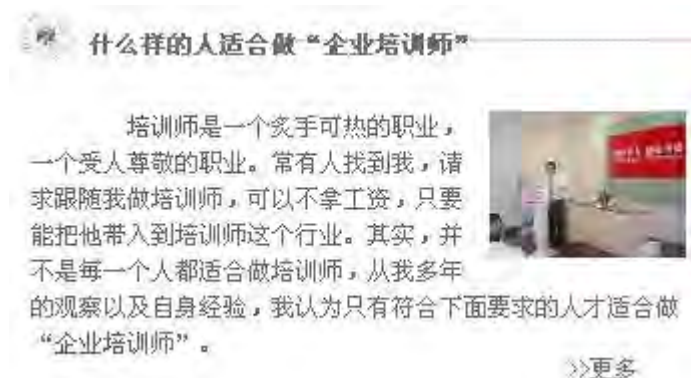 什么样的人适合做“企业培训师”
培训师是一个炙手可热的职业，
一个受人尊敬的职业。常有人找到我，请
求跟随我做培训师，可以不拿工资，只要
能把他带入到培训师这个行业。其实，并
不是每一个人都适合做培训师，从我多年
的观察以及自身经验，我认为只有符合下面要求的人才适合做
“企业培训师”。
>>更多